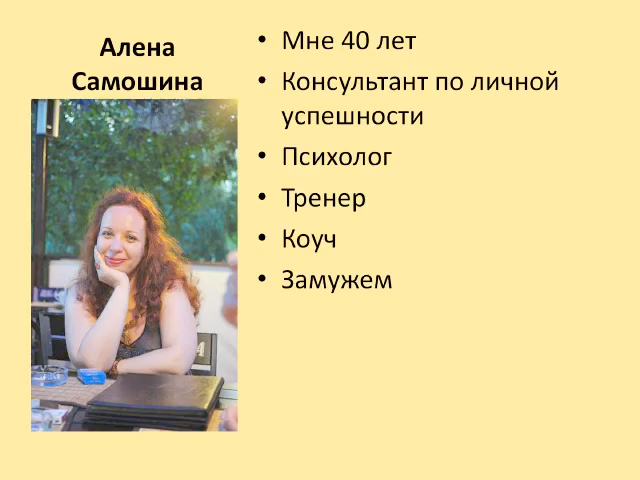 Алена
Самошина
• Мне 40 лет
• Консультант по личной
успешности
• Психолог
• Тренер
• Коуч
• Замужем